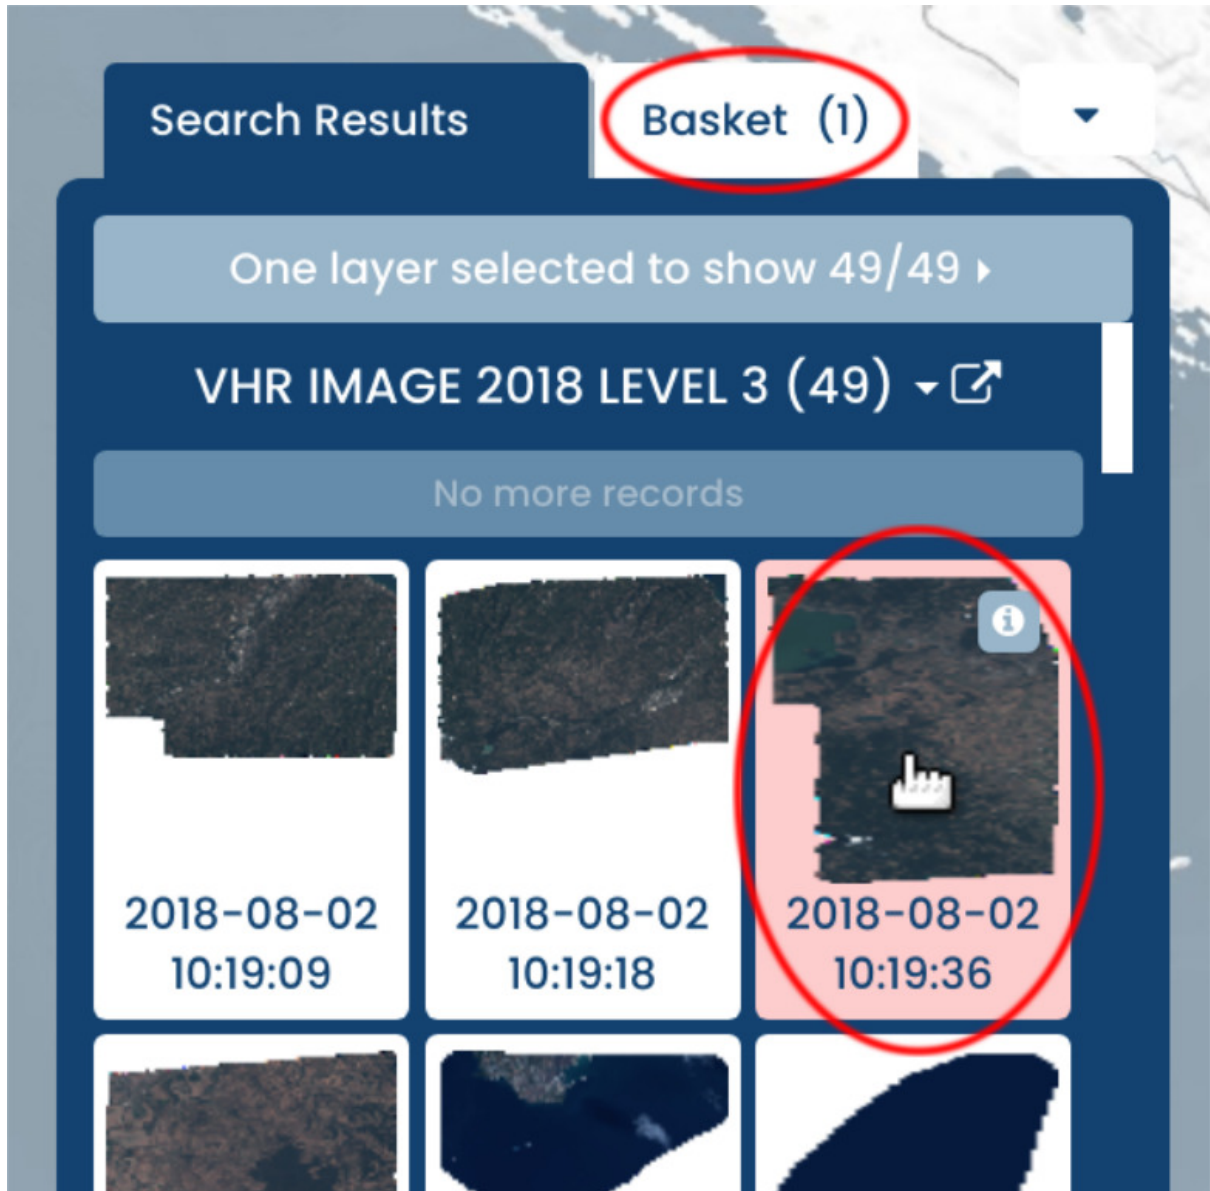 Search Results
Basket (1)
One layer selected to show 49/49
VHR IMAGE 2018 LEVEL 3 (49)
No more records
2018-08-02
10:19:09
2018-08-02
10:19:18
2018-08-02
10:19:36